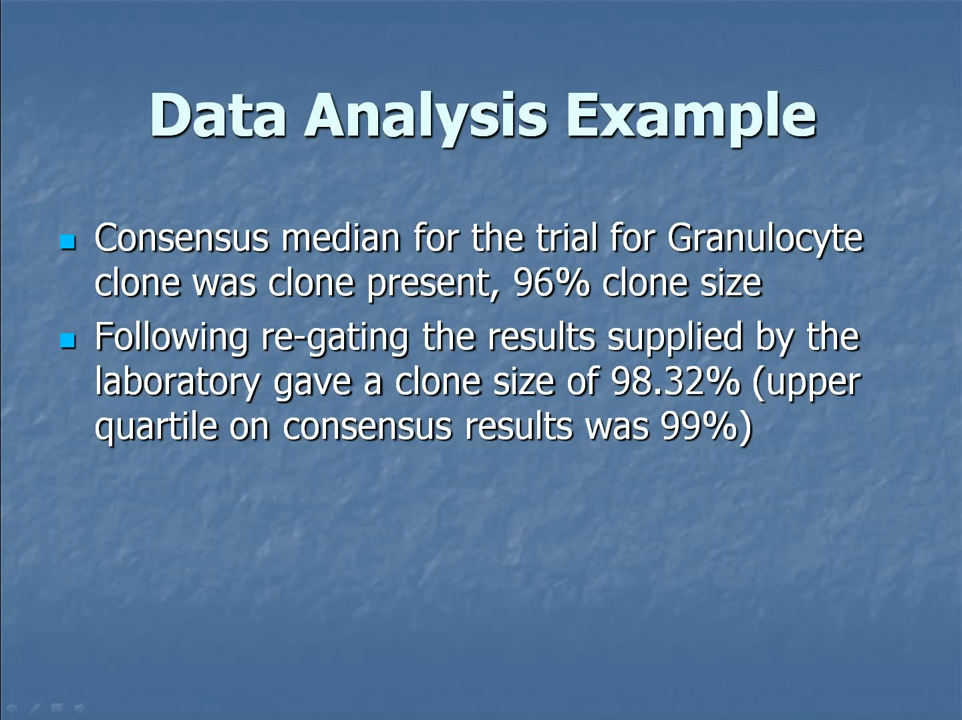 Data Analysis Example
Consensus median for the trial for Granulocyte
clone was clone present, 96% clone size
Following re-gating the results supplied by the
laboratory gave a clone size of 98.32% (upper
quartile on consensus results was 99%)